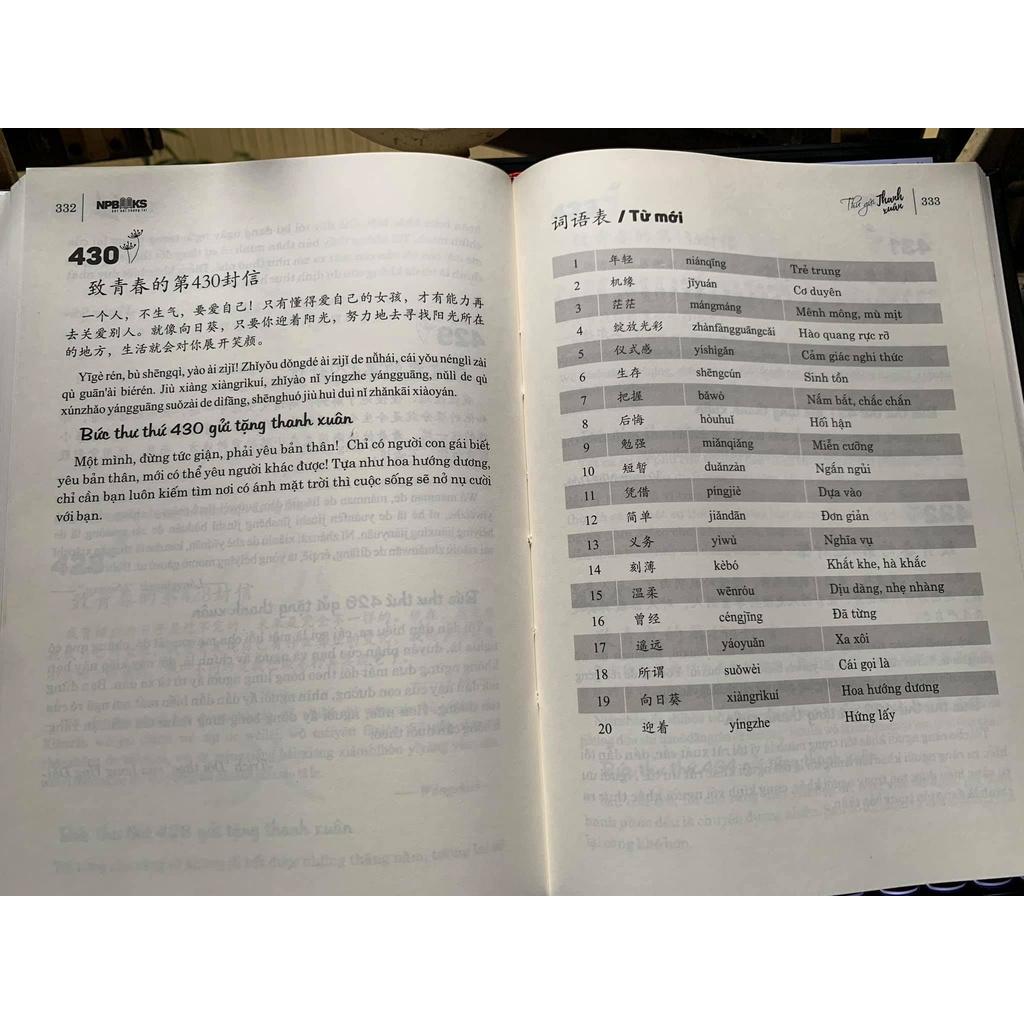 332 NPBOOKS
430
致青春的第430封信
一个人，不生气，要爱自己！只有懂得爱自己的女孩，才有能力再
去关爱别人。就像向日葵，只要你迎着阳光，努力地去寻找阳光所在
的地方，生活就会对你展开笑颜。
Yīgè rén, bù shēngqì, yào ài zìjǐ! Zhǐyǒu dǒngdé ài zìjǐ de nǚhái, cái yǒu nénglì zài
qù guān'ài biérén. Jiù xiàng xiàngrìkuí, zhǐyào nǐ yíngzhe yángguāng, nǔlì de qù
xúnzhǎo yángguāng suǒzài de dìfāng, shēnghuó jiù huì duì nǐ zhǎnkāi xiàoyán.
Bức thư thứ 430 gửi tặng thanh xuân
Một mình, đừng tức giận, phải yêu bản thân! Chỉ có người con gái biết
yêu bản thân, mới có thể yêu người khác được! Tựa như hoa hướng dương,
chỉ cần bạn luôn kiếm tìm nơi có ánh mặt trời thì cuộc sống sẽ nở nụ cười
với bạn.
Thư gửi Thanh xuân 333
词语表 / Từ mới
1 年轻 niánqīng Trẻ trung
2 机缘 jīyuán Cơ duyên
3 茫茫 mángmáng Mênh mông, mù mịt
4 绽放光彩 zhànfàngguāngcǎi Hào quang rực rỡ
5 仪式感 yíshìgǎn Cảm giác nghi thức
6 生存 shēngcún Sinh tồn
7 把握 bǎwò Nắm bắt, chắc chắn
8 后悔 hòuhuǐ Hối hận
9 勉强 miǎnqiǎng Miễn cưỡng
10 短暂 duǎnzàn Ngắn ngủi
11 凭借 píngjiè Dựa vào
12 简单 jiǎndān Đơn giản
13 义务 yìwù Nghĩa vụ
14 刻薄 kèbó Khắt khe, hà khắc
15 温柔 wēnróu Dịu dàng, nhẹ nhàng
16 曾经 céngjīng Đã từng
17 遥远 yáoyuǎn Xa xôi
18 所谓 suǒwèi Cái gọi là
19 向日葵 xiàngrìkuí Hoa hướng dương
20 迎着 yíngzhe Hứng lấy